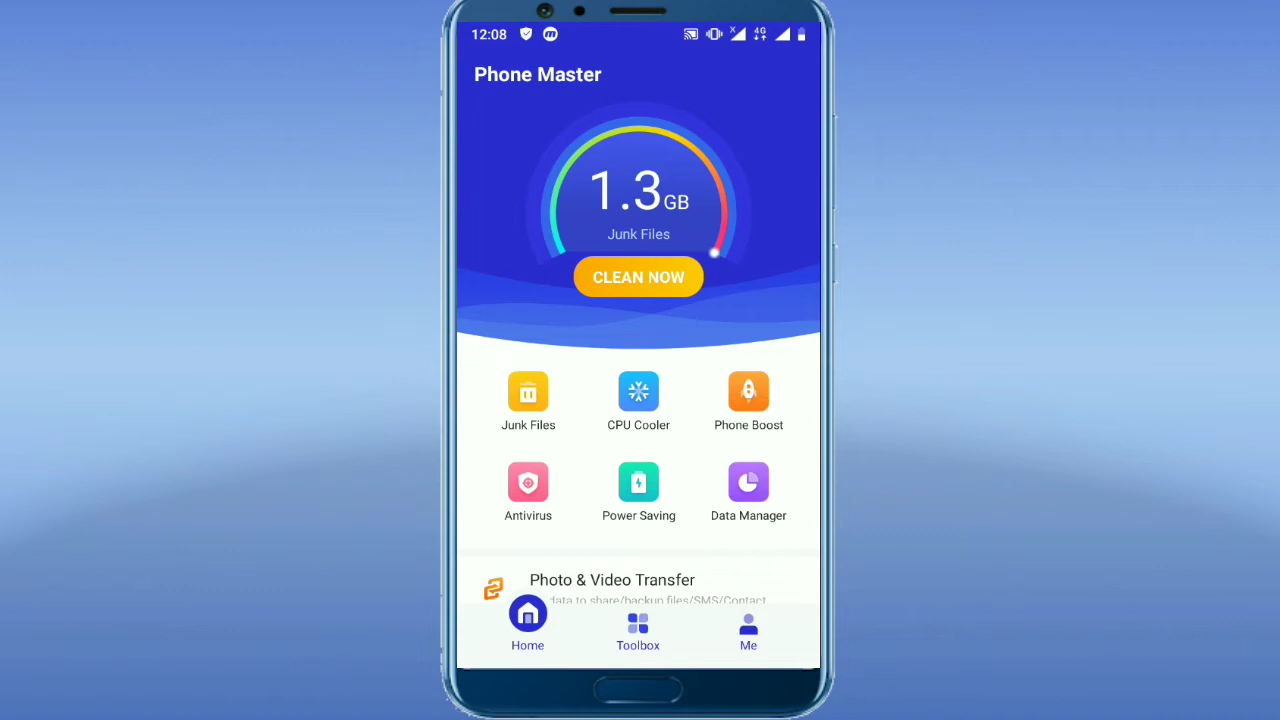 12:08
4G
Phone Master
1.3 GB
Junk Files
CLEAN NOW
Junk Files
CPU Cooler
Phone Boost
Antivirus
Power Saving
Data Manager
Photo & Video Transfer
data to share/backup files/SMS/Contact
Home
Toolbox
Me